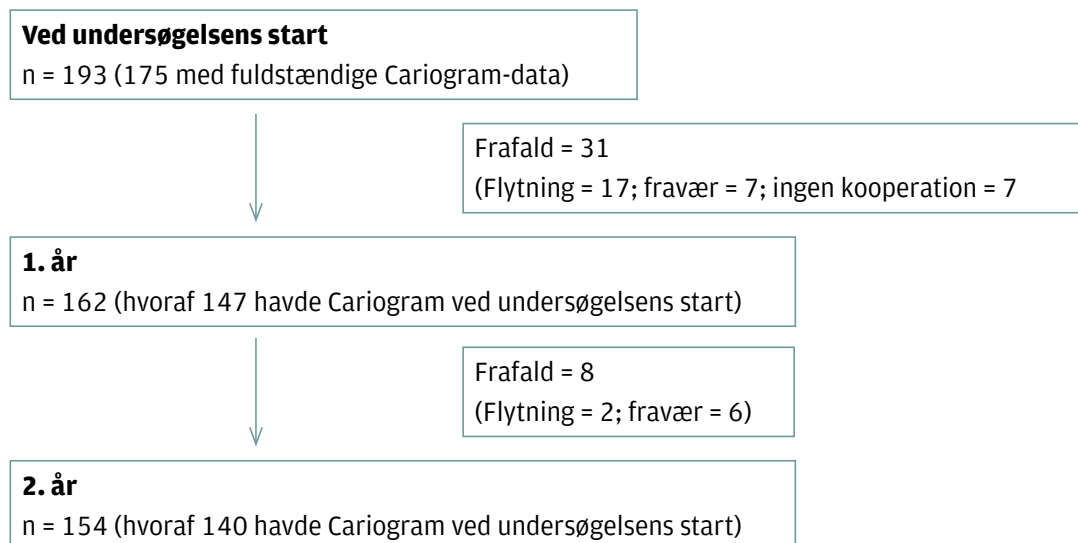 Ved undersøgelsens start
n = 193 (175 med fuldstændige Cariogram-data)
Frafald = 31
(Flytning = 17; fravær = 7; ingen kooperation = 7
1. år
n = 162 (hvoraf 147 havde Cariogram ved undersøgelsens start)
Frafald = 8
(Flytning = 2; fravær = 6)
2. år
n = 154 (hvoraf 140 havde Cariogram ved undersøgelsens start)